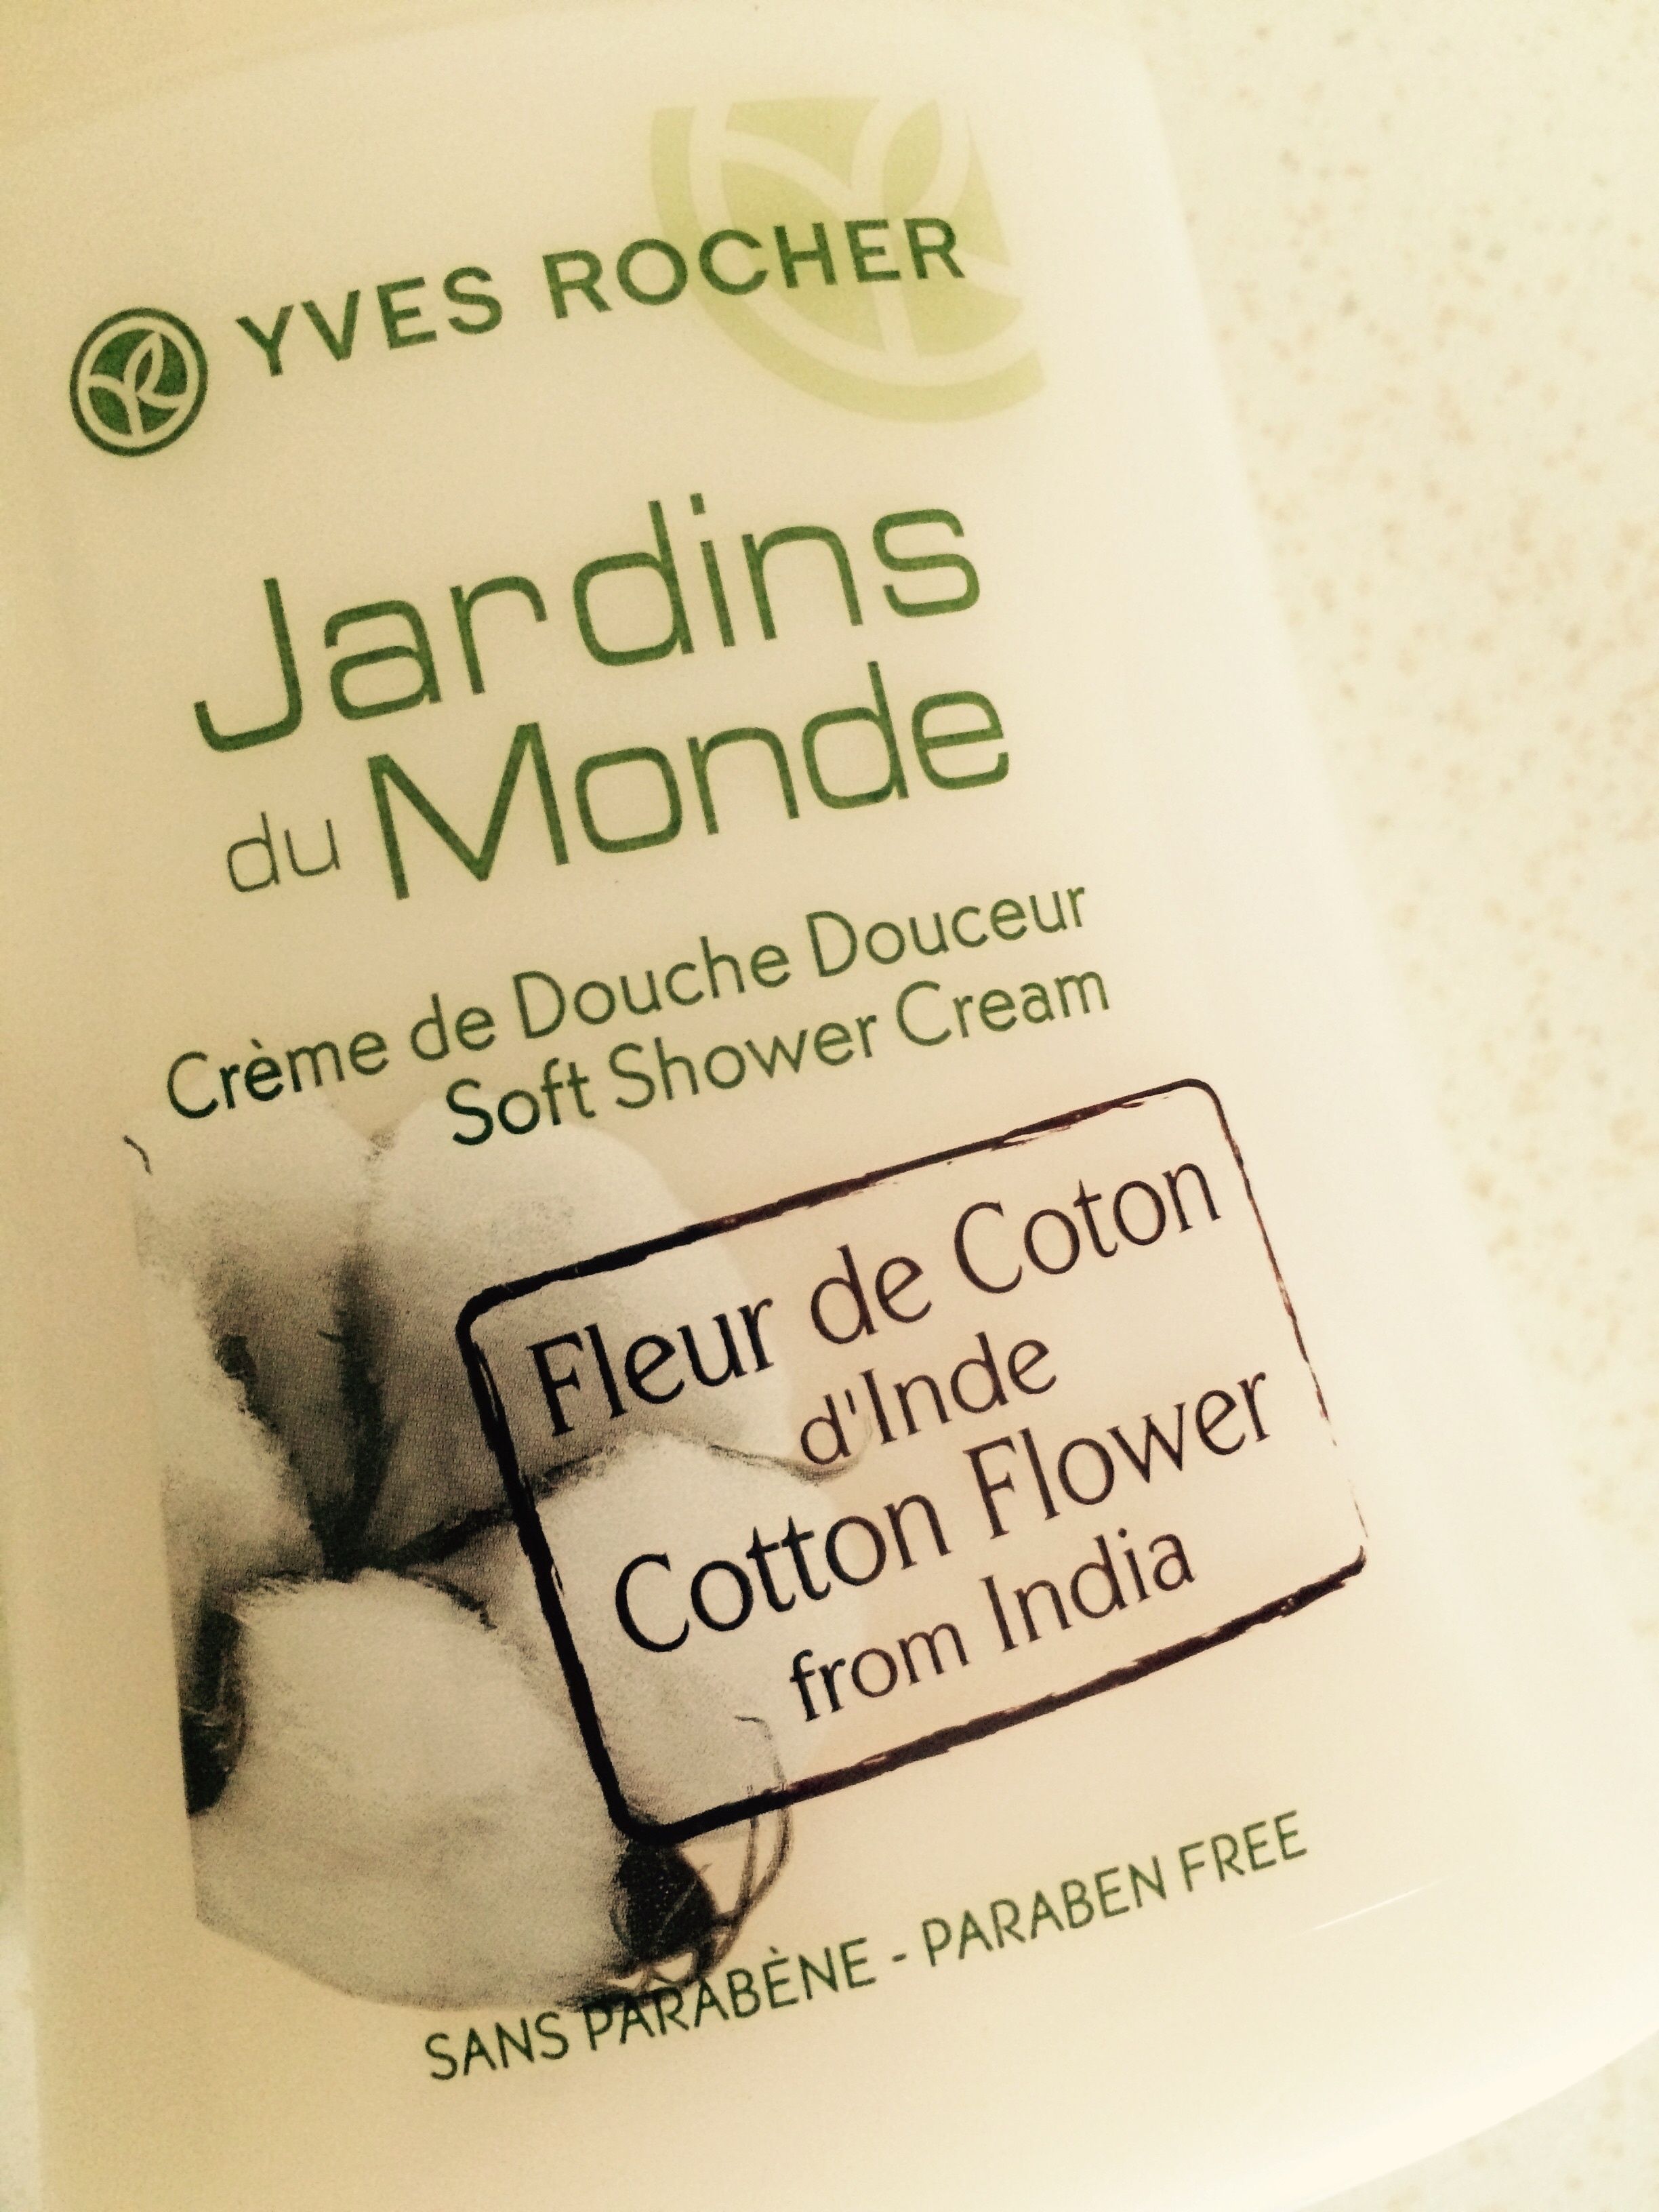 YVES ROCHER
Jardins
du Monde
Crème de Douche Douceur
Soft Shower Cream
Fleur de Coton
d'Inde
Cotton Flower
from India
SANS PARABÈNE - PARABEN FREE